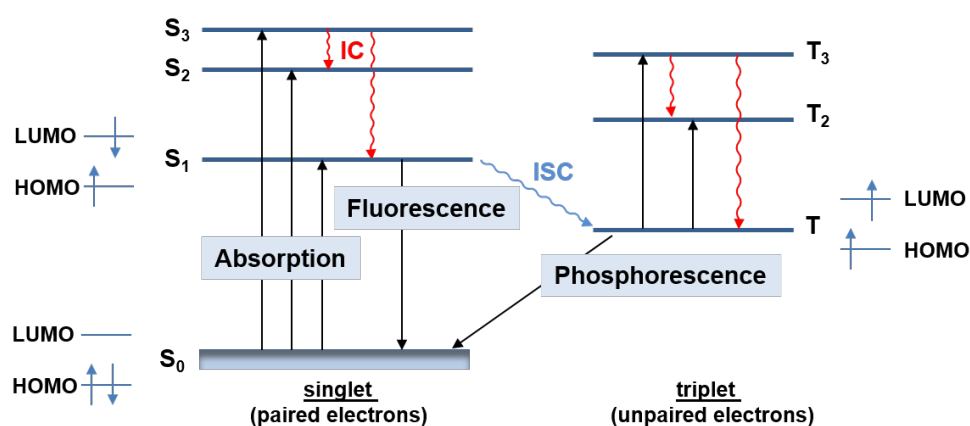 S3
IC
S2
LUMO
HOMO
S1
ISC
Fluorescence
Absorption
LUMO
HOMO
S0
singlet
(paired electrons)
T3
T2
T
LUMO
HOMO
Phosphorescence
triplet
(unpaired electrons)